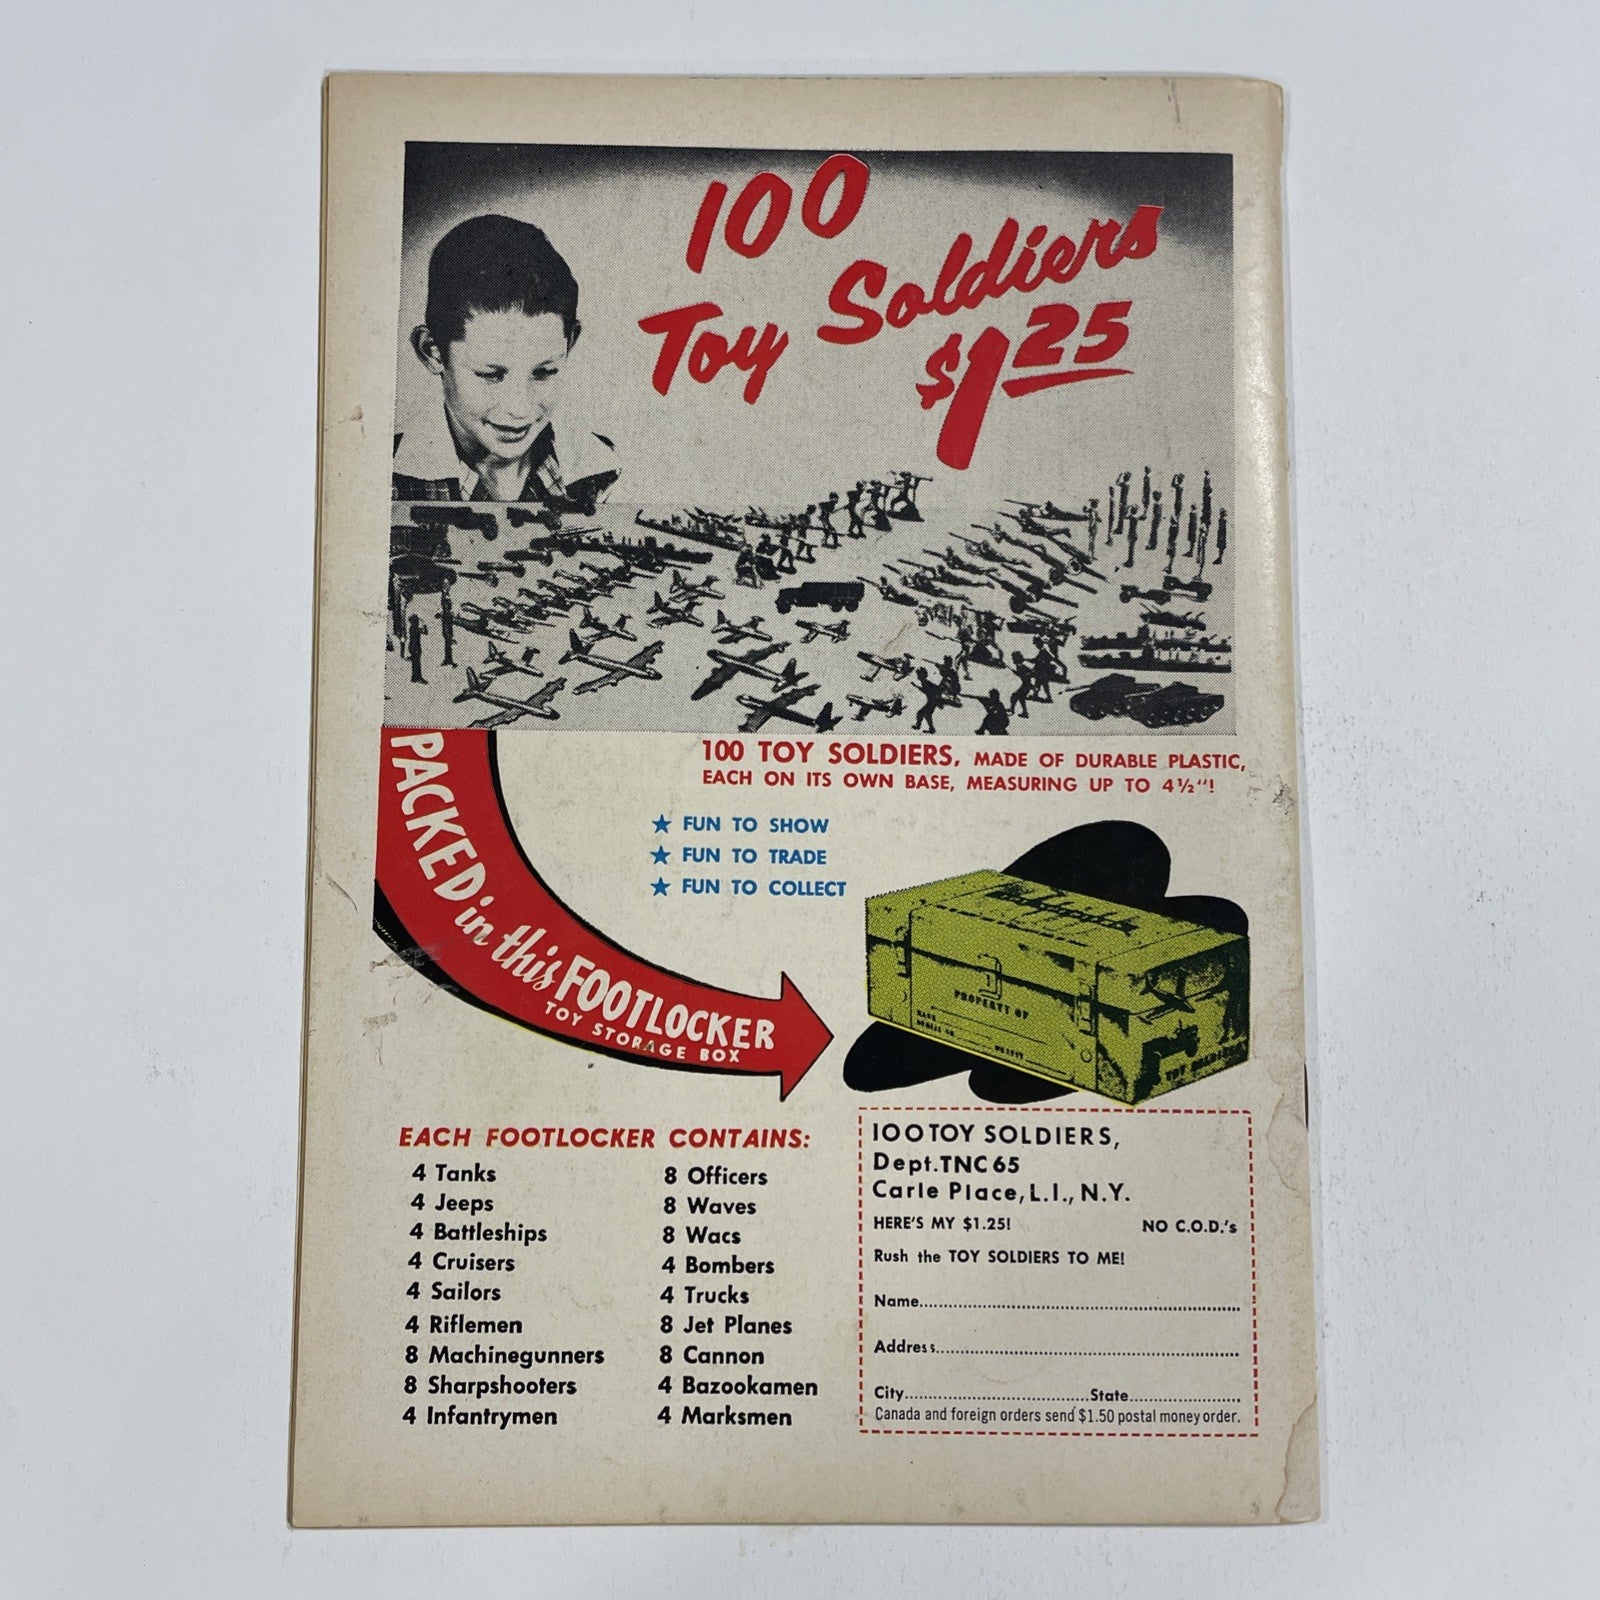 100
Toy Soldiers
$1.25
100 TOY SOLDIERS, MADE OF DURABLE PLASTIC,
EACH ON ITS OWN BASE, MEASURING UP TO 4½"!
PACKED in this FOOTLOCKER
TOY STORAGE BOX
★ FUN TO SHOW
★ FUN TO TRADE
★ FUN TO COLLECT
PROPERTY OF
TOY SOLDIERS
EACH FOOTLOCKER CONTAINS:
4 Tanks
4 Jeeps
4 Battleships
4 Cruisers
4 Sailors
4 Riflemen
8 Machinegunners
8 Sharpshooters
4 Infantrymen
8 Officers
8 Waves
8 Wacs
4 Bombers
4 Trucks
8 Jet Planes
8 Cannon
4 Bazookamen
4 Marksmen
100 TOY SOLDIERS,
Dept. TNC 65
Carle Place, L.I., N.Y.
HERE'S MY $1.25! NO C.O.D.'s
Rush the TOY SOLDIERS TO ME!
Name
Address
City State
Canada and foreign orders send $1.50 postal money order.